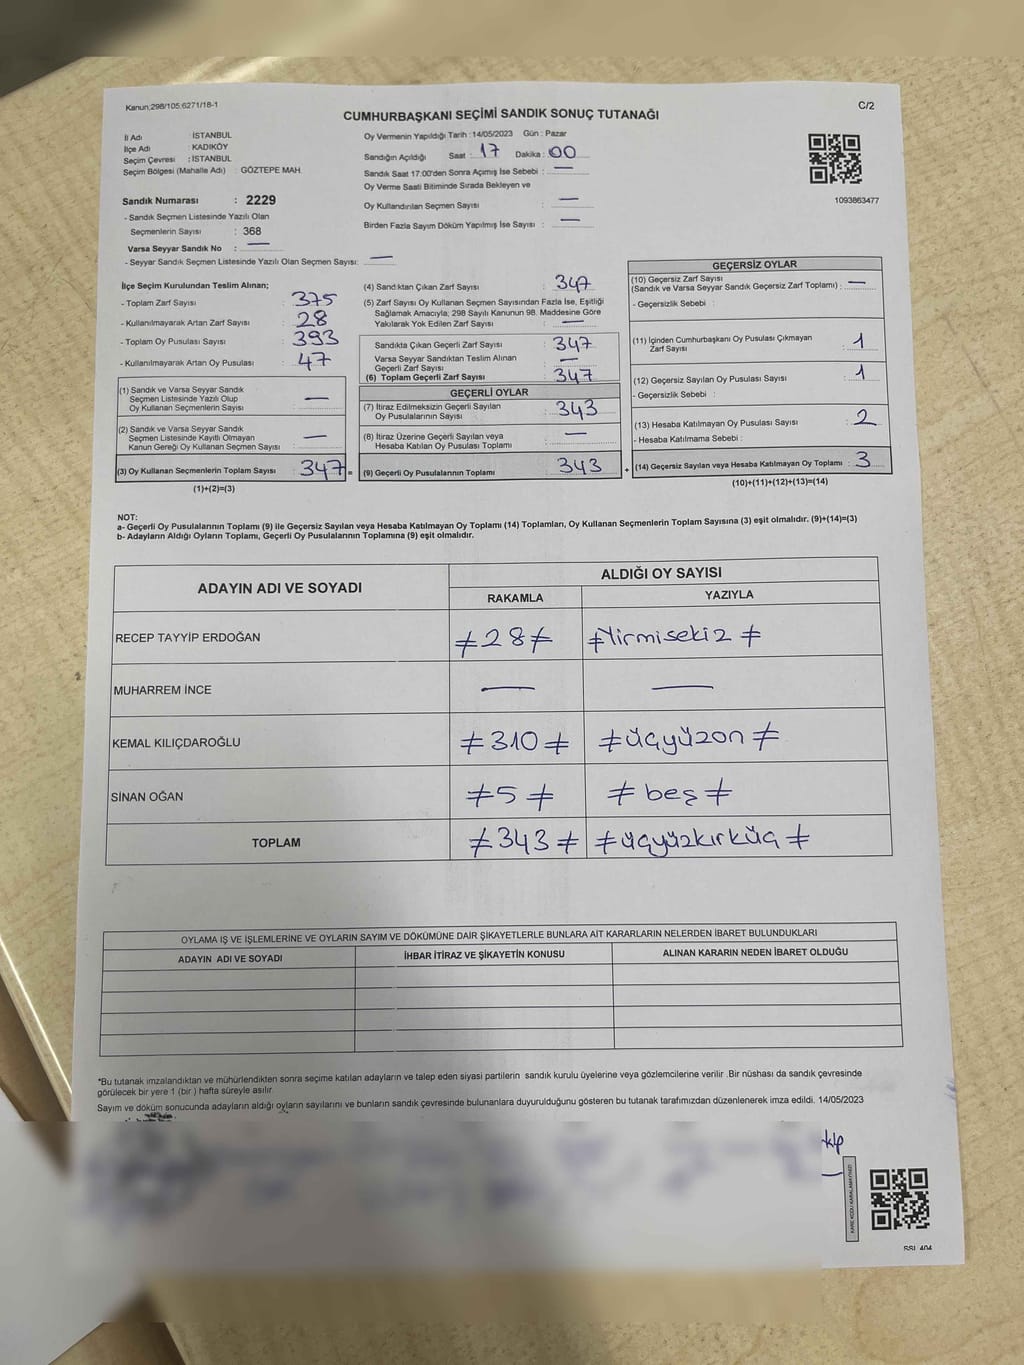 Kanun:298/105:6271/18-1
C/2
CUMHURBAŞKANI SEÇİMİ SANDIK SONUÇ TUTANAĞI
İl Adı : İSTANBUL
İlçe Adı : KADIKÖY
Seçim Çevresi : İSTANBUL
Seçim Bölgesi (Mahalle Adı) : GÖZTEPE MAH.
Sandık Numarası : 2229
- Sandık Seçmen Listesinde Yazılı Olan
Seçmenlerin Sayısı : 368
Varsa Seyyar Sandık No : —
- Seyyar Sandık Seçmen Listesinde Yazılı Olan Seçmen Sayısı: —
Oy Vermenin Yapıldığı Tarih : 14/05/2023 Gün : Pazar
Sandığın Açıldığı Saat : 17 Dakika : 00
Sandık Saat 17:00'den Sonra Açımış İse Sebebi : —
Oy Verme Saati Bitiminde Sırada Bekleyen ve
Oy Kullandırılan Seçmen Sayısı : —
Birden Fazla Sayım Döküm Yapılmış İse Sayısı : —
1093863477
İlçe Seçim Kurulundan Teslim Alınan;
- Toplam Zarf Sayısı : 375
- Kullanılmayarak Artan Zarf Sayısı : 28
- Toplam Oy Pusulası Sayısı : 393
- Kullanılmayarak Artan Oy Pusulası : 47
(1) Sandık ve Varsa Seyyar Sandık
Seçmen Listesinde Yazılı Olup
Oy Kullanan Seçmenlerin Sayısı : —
(2) Sandık ve Varsa Seyyar Sandık
Seçmen Listesinde Kayıtlı Olmayan
Kanun Gereği Oy Kullanan Seçmen Sayısı : —
(3) Oy Kullanan Seçmenlerin Toplam Sayısı : 347 =
(1)+(2)=(3)
(4) Sandıktan Çıkan Zarf Sayısı : 347
(5) Zarf Sayısı Oy Kullanan Seçmen Sayısından Fazla İse, Eşitliği
Sağlamak Amacıyla, 298 Sayılı Kanunun 98. Maddesine Göre
Yakılarak Yok Edilen Zarf Sayısı : —
Sandıkta Çıkan Geçerli Zarf Sayısı : 347
Varsa Seyyar Sandıktan Teslim Alınan
Geçerli Zarf Sayısı : —
(6) Toplam Geçerli Zarf Sayısı : 347
GEÇERLİ OYLAR
(7) İtiraz Edilmeksizin Geçerli Sayılan
Oy Pusulalarının Sayısı : 343
(8) İtiraz Üzerine Geçerli Sayılan veya
Hesaba Katılan Oy Pusulası Toplamı : —
(9) Geçerli Oy Pusulalarının Toplamı : 343 +
GEÇERSİZ OYLAR
(10) Geçersiz Zarf Sayısı
(Sandık ve Varsa Seyyar Sandık Geçersiz Zarf Toplamı) : —
- Geçersizlik Sebebi :
(11) İçinden Cumhurbaşkanı Oy Pusulası Çıkmayan
Zarf Sayısı : 1
(12) Geçersiz Sayılan Oy Pusulası Sayısı : 1
- Geçersizlik Sebebi :
(13) Hesaba Katılmayan Oy Pusulası Sayısı : 2
- Hesaba Katılmama Sebebi :
(14) Geçersiz Sayılan veya Hesaba Katılmayan Oy Toplamı : 3
(10)+(11)+(12)+(13)=(14)
NOT:
a- Geçerli Oy Pusulalarının Toplamı (9) ile Geçersiz Sayılan veya Hesaba Katılmayan Oy Toplamı (14) Toplamları, Oy Kullanan Seçmenlerin Toplam Sayısına (3) eşit olmalıdır. (9)+(14)=(3)
b- Adayların Aldığı Oyların Toplamı, Geçerli Oy Pusulalarının Toplamına (9) eşit olmalıdır.
ADAYIN ADI VE SOYADI
ALDIĞI OY SAYISI
RAKAMLA YAZIYLA
RECEP TAYYİP ERDOĞAN ≠28≠ ≠Yirmisekiz≠
MUHARREM İNCE — —
KEMAL KILIÇDAROĞLU ≠310≠ ≠üçyüzon≠
SİNAN OĞAN ≠5≠ ≠beş≠
TOPLAM ≠343≠ ≠üçyüzkırküç≠
OYLAMA İŞ VE İŞLEMLERİNE VE OYLARIN SAYIM VE DÖKÜMÜNE DAİR ŞİKAYETLERLE BUNLARA AİT KARARLARIN NELERDEN İBARET BULUNDUKLARI
ADAYIN ADI VE SOYADI İHBAR İTİRAZ VE ŞİKAYETİN KONUSU ALINAN KARARIN NEDEN İBARET OLDUĞU
*Bu tutanak imzalandıktan ve mühürlendikten sonra seçime katılan adayların ve talep eden siyasi partilerin sandık kurulu üyelerine veya gözlemcilerine verilir .Bir nüshası da sandık çevresinde
görülecek bir yere 1 (bir ) hafta süreyle asılır.
Sayım ve döküm sonucunda adayların aldığı oyların sayılarını ve bunların sandık çevresinde bulunanlara duyurulduğunu gösteren bu tutanak tarafımızdan düzenlenerek imza edildi. 14/05/2023